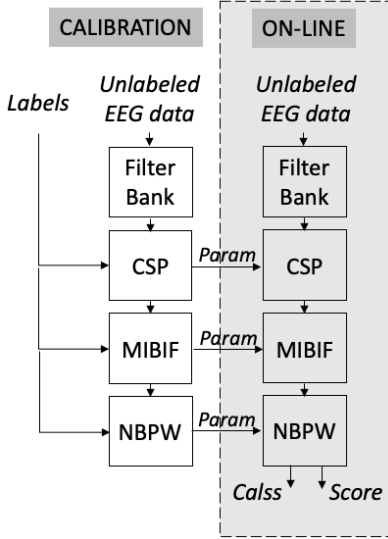 CALIBRATION
ON-LINE
Labels
Unlabeled
EEG data
Unlabeled
EEG data
Filter
Bank
Filter
Bank
CSP
Param
CSP
MIBIF
Param
MIBIF
NBPW
Param
NBPW
Calss
Score